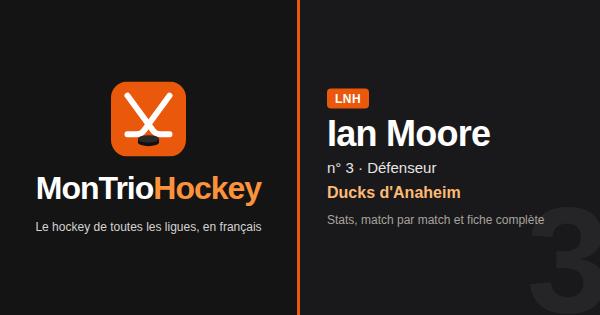 MonTrioHockey
Le hockey de toutes les ligues, en français
LNH
Ian Moore
n° 3 · Défenseur
Ducks d'Anaheim
Stats, match par match et fiche complète
3